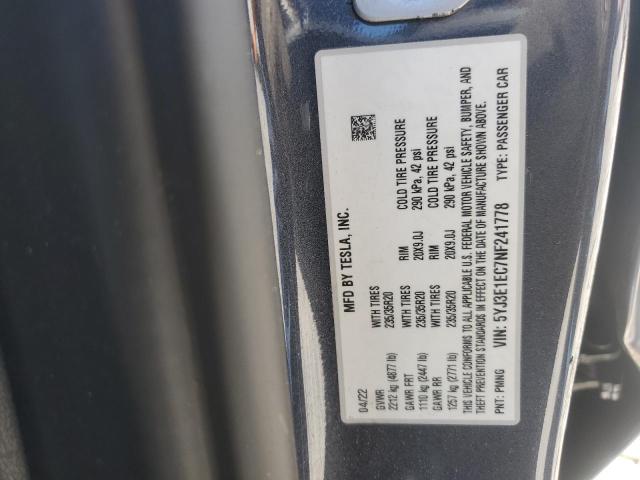 MFD BY TESLA, INC.
04/22
GVWR WITH TIRES RIM COLD TIRE PRESSURE
2212 kg (4877 lb) 235/35R20 20X9.0J 290 kPa, 42 psi
GAWR FRT WITH TIRES RIM COLD TIRE PRESSURE
1110 kg (2447 lb) 235/35R20 20X9.0J 290 kPa, 42 psi
GAWR RR WITH TIRES
1257 kg (2771 lb) 235/35R20
THIS VEHICLE CONFORMS TO ALL APPLICABLE U.S. FEDERAL MOTOR VEHICLE SAFETY, BUMPER, AND
THEFT PREVENTION STANDARDS IN EFFECT ON THE DATE OF MANUFACTURE SHOWN ABOVE.
PNT: PMNG VIN: 5YJ3E1EC7NF241778 TYPE: PASSENGER CAR